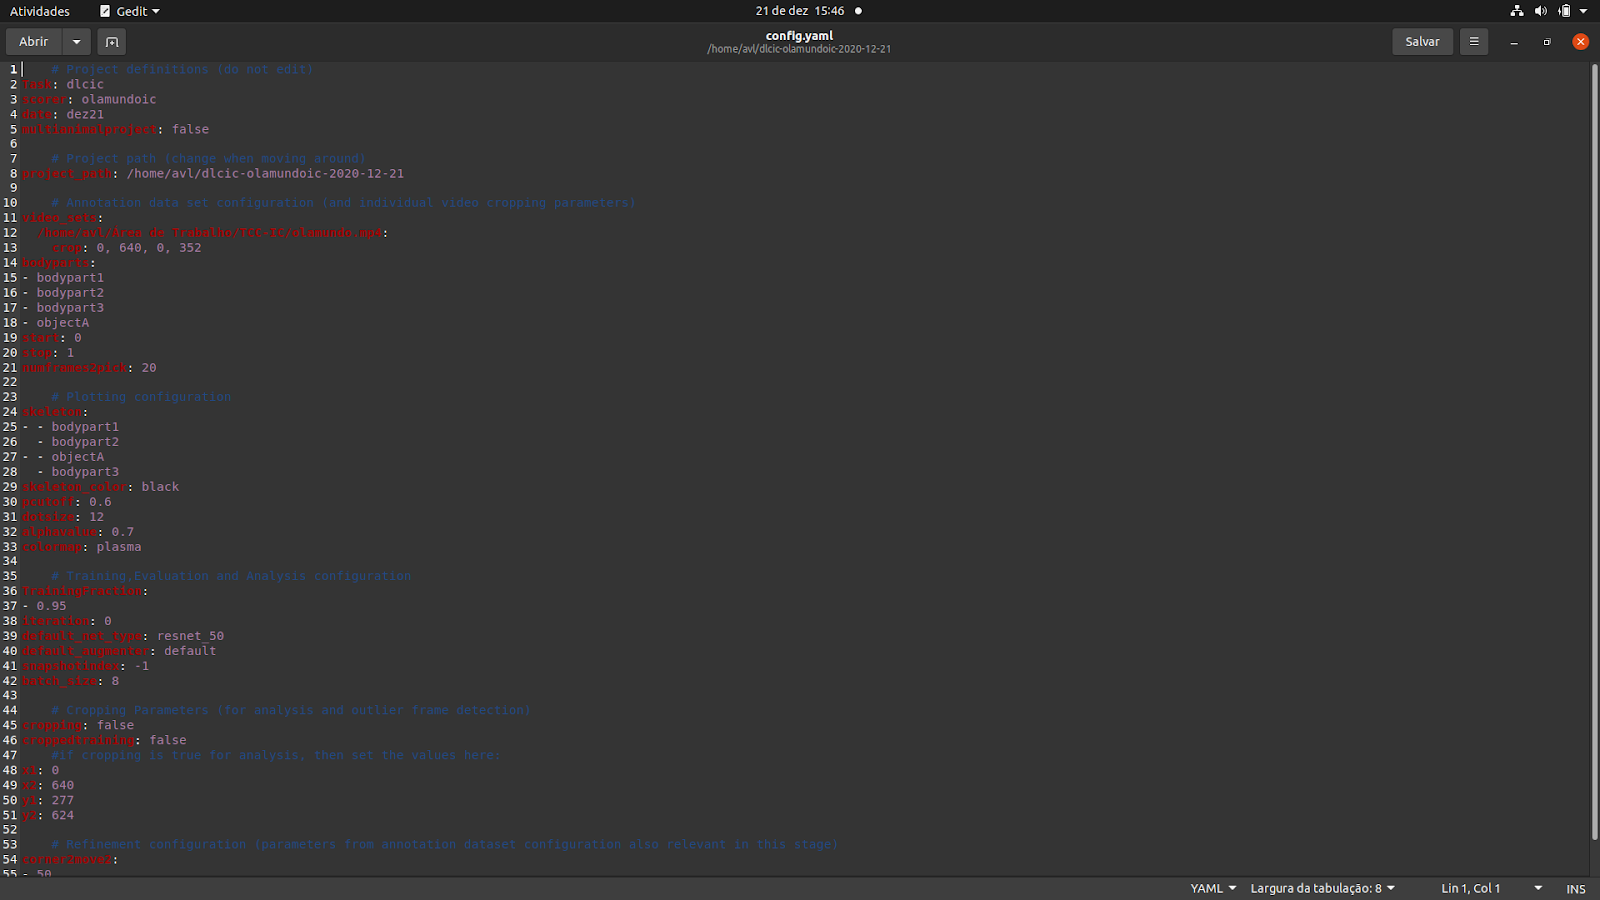 Atividades Gedit 21 de dez 15:46
Abrir config.yaml Salvar
/home/avl/dlcic-olamundoic-2020-12-21
1 # Project definitions (do not edit)
2 Task: dlcic
3 scorer: olamundoic
4 date: dez21
5 multianimalproject: false
6
7 # Project path (change when moving around)
8 project_path: /home/avl/dlcic-olamundoic-2020-12-21
9
10 # Annotation data set configuration (and individual video cropping parameters)
11 video_sets:
12 /home/avl/Área de Trabalho/TCC-IC/olamundo.mp4:
13 crop: 0, 640, 0, 352
14 bodyparts:
15 - bodypart1
16 - bodypart2
17 - bodypart3
18 - objectA
19 start: 0
20 stop: 1
21 numframes2pick: 20
22
23 # Plotting configuration
24 skeleton:
25 - - bodypart1
26 - bodypart2
27 - - objectA
28 - bodypart3
29 skeleton_color: black
30 pcutoff: 0.6
31 dotsize: 12
32 alphavalue: 0.7
33 colormap: plasma
34
35 # Training,Evaluation and Analysis configuration
36 TrainingFraction:
37 - 0.95
38 iteration: 0
39 default_net_type: resnet_50
40 default_augmenter: default
41 snapshotindex: -1
42 batch_size: 8
43
44 # Cropping Parameters (for analysis and outlier frame detection)
45 cropping: false
46 croppedtraining: false
47 #if cropping is true for analysis, then set the values here:
48 x1: 0
49 x2: 640
50 y1: 277
51 y2: 624
52
53 # Refinement configuration (parameters from annotation dataset configuration also relevant in this stage)
54 corner2move2:
55 - 50
YAML Largura da tabulação: 8 Lin 1, Col 1 INS